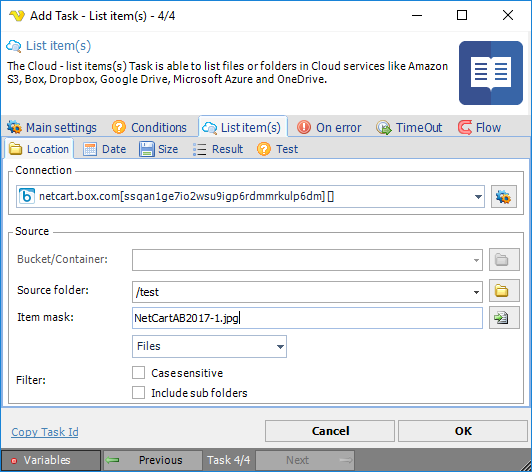 Add Task - List item(s) - 4/4
List item(s)
The Cloud - list items(s) Task is able to list files or folders in Cloud services like Amazon
S3, Box, Dropbox, Google Drive, Microsoft Azure and OneDrive.
Main settings Conditions List item(s) On error TimeOut Flow
Location Date Size Result Test
Connection
b netcart.box.com[ssqan1ge7io2wsu9igp6rdmmrkulp6dm] []
Source
Bucket/Container:
Source folder: /test
Item mask: NetCartAB2017-1.jpg
Files
Filter: Casesensitive
Include sub folders
Copy Task Id Cancel OK
Variables Previous Task 4/4 Next